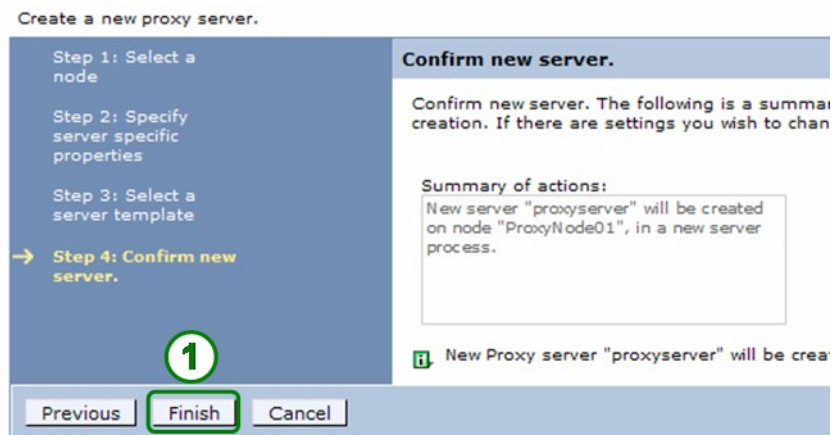 Create a new proxy server.
Step 1: Select a
node
Step 2: Specify
server specific
properties
Step 3: Select a
server template
Step 4: Confirm new
server.
Confirm new server.
Confirm new server. The following is a
creation. If there are settings you wish to
Summary of actions:
New server "proxyserver" will be created
on node "ProxyNode01", in a new server
process.
New Proxy server "proxyserver" will be
1
Previous Finish Cancel